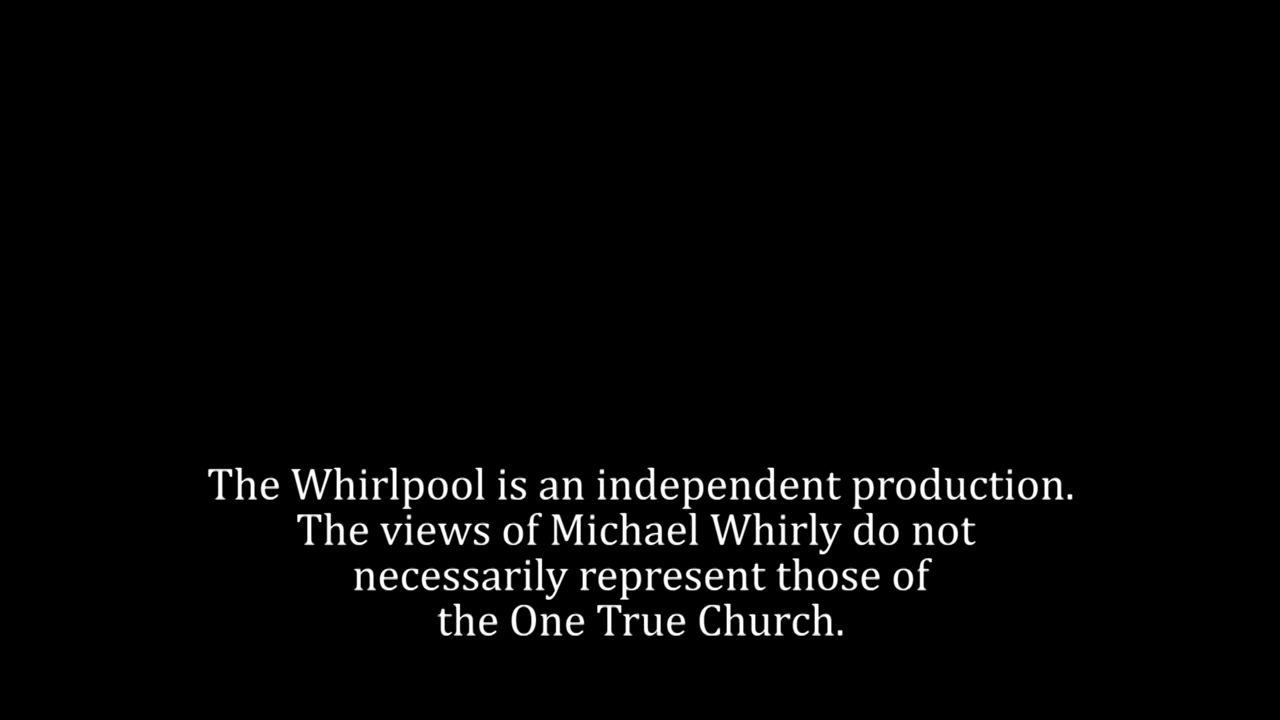 The Whirlpool is an independent production.
The views of Michael Whirly do not
necessarily represent those of
the One True Church.